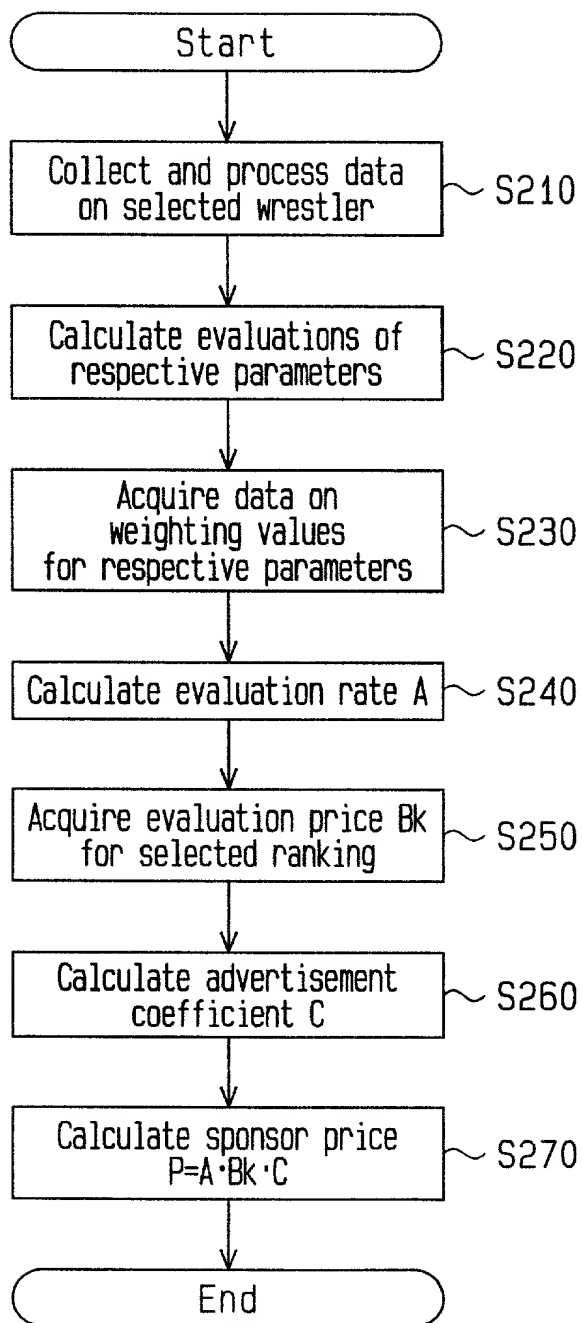 Start
Collect and process data
on selected wrestler
S210
Calculate evaluations of
respective parameters
S220
Acquire data on
weighting values
for respective parameters
S230
Calculate evaluation rate A
S240
Acquire evaluation price Bk
for selected ranking
S250
Calculate advertisement
coefficient C
S260
Calculate sponsor price
P=A·Bk·C
S270
End